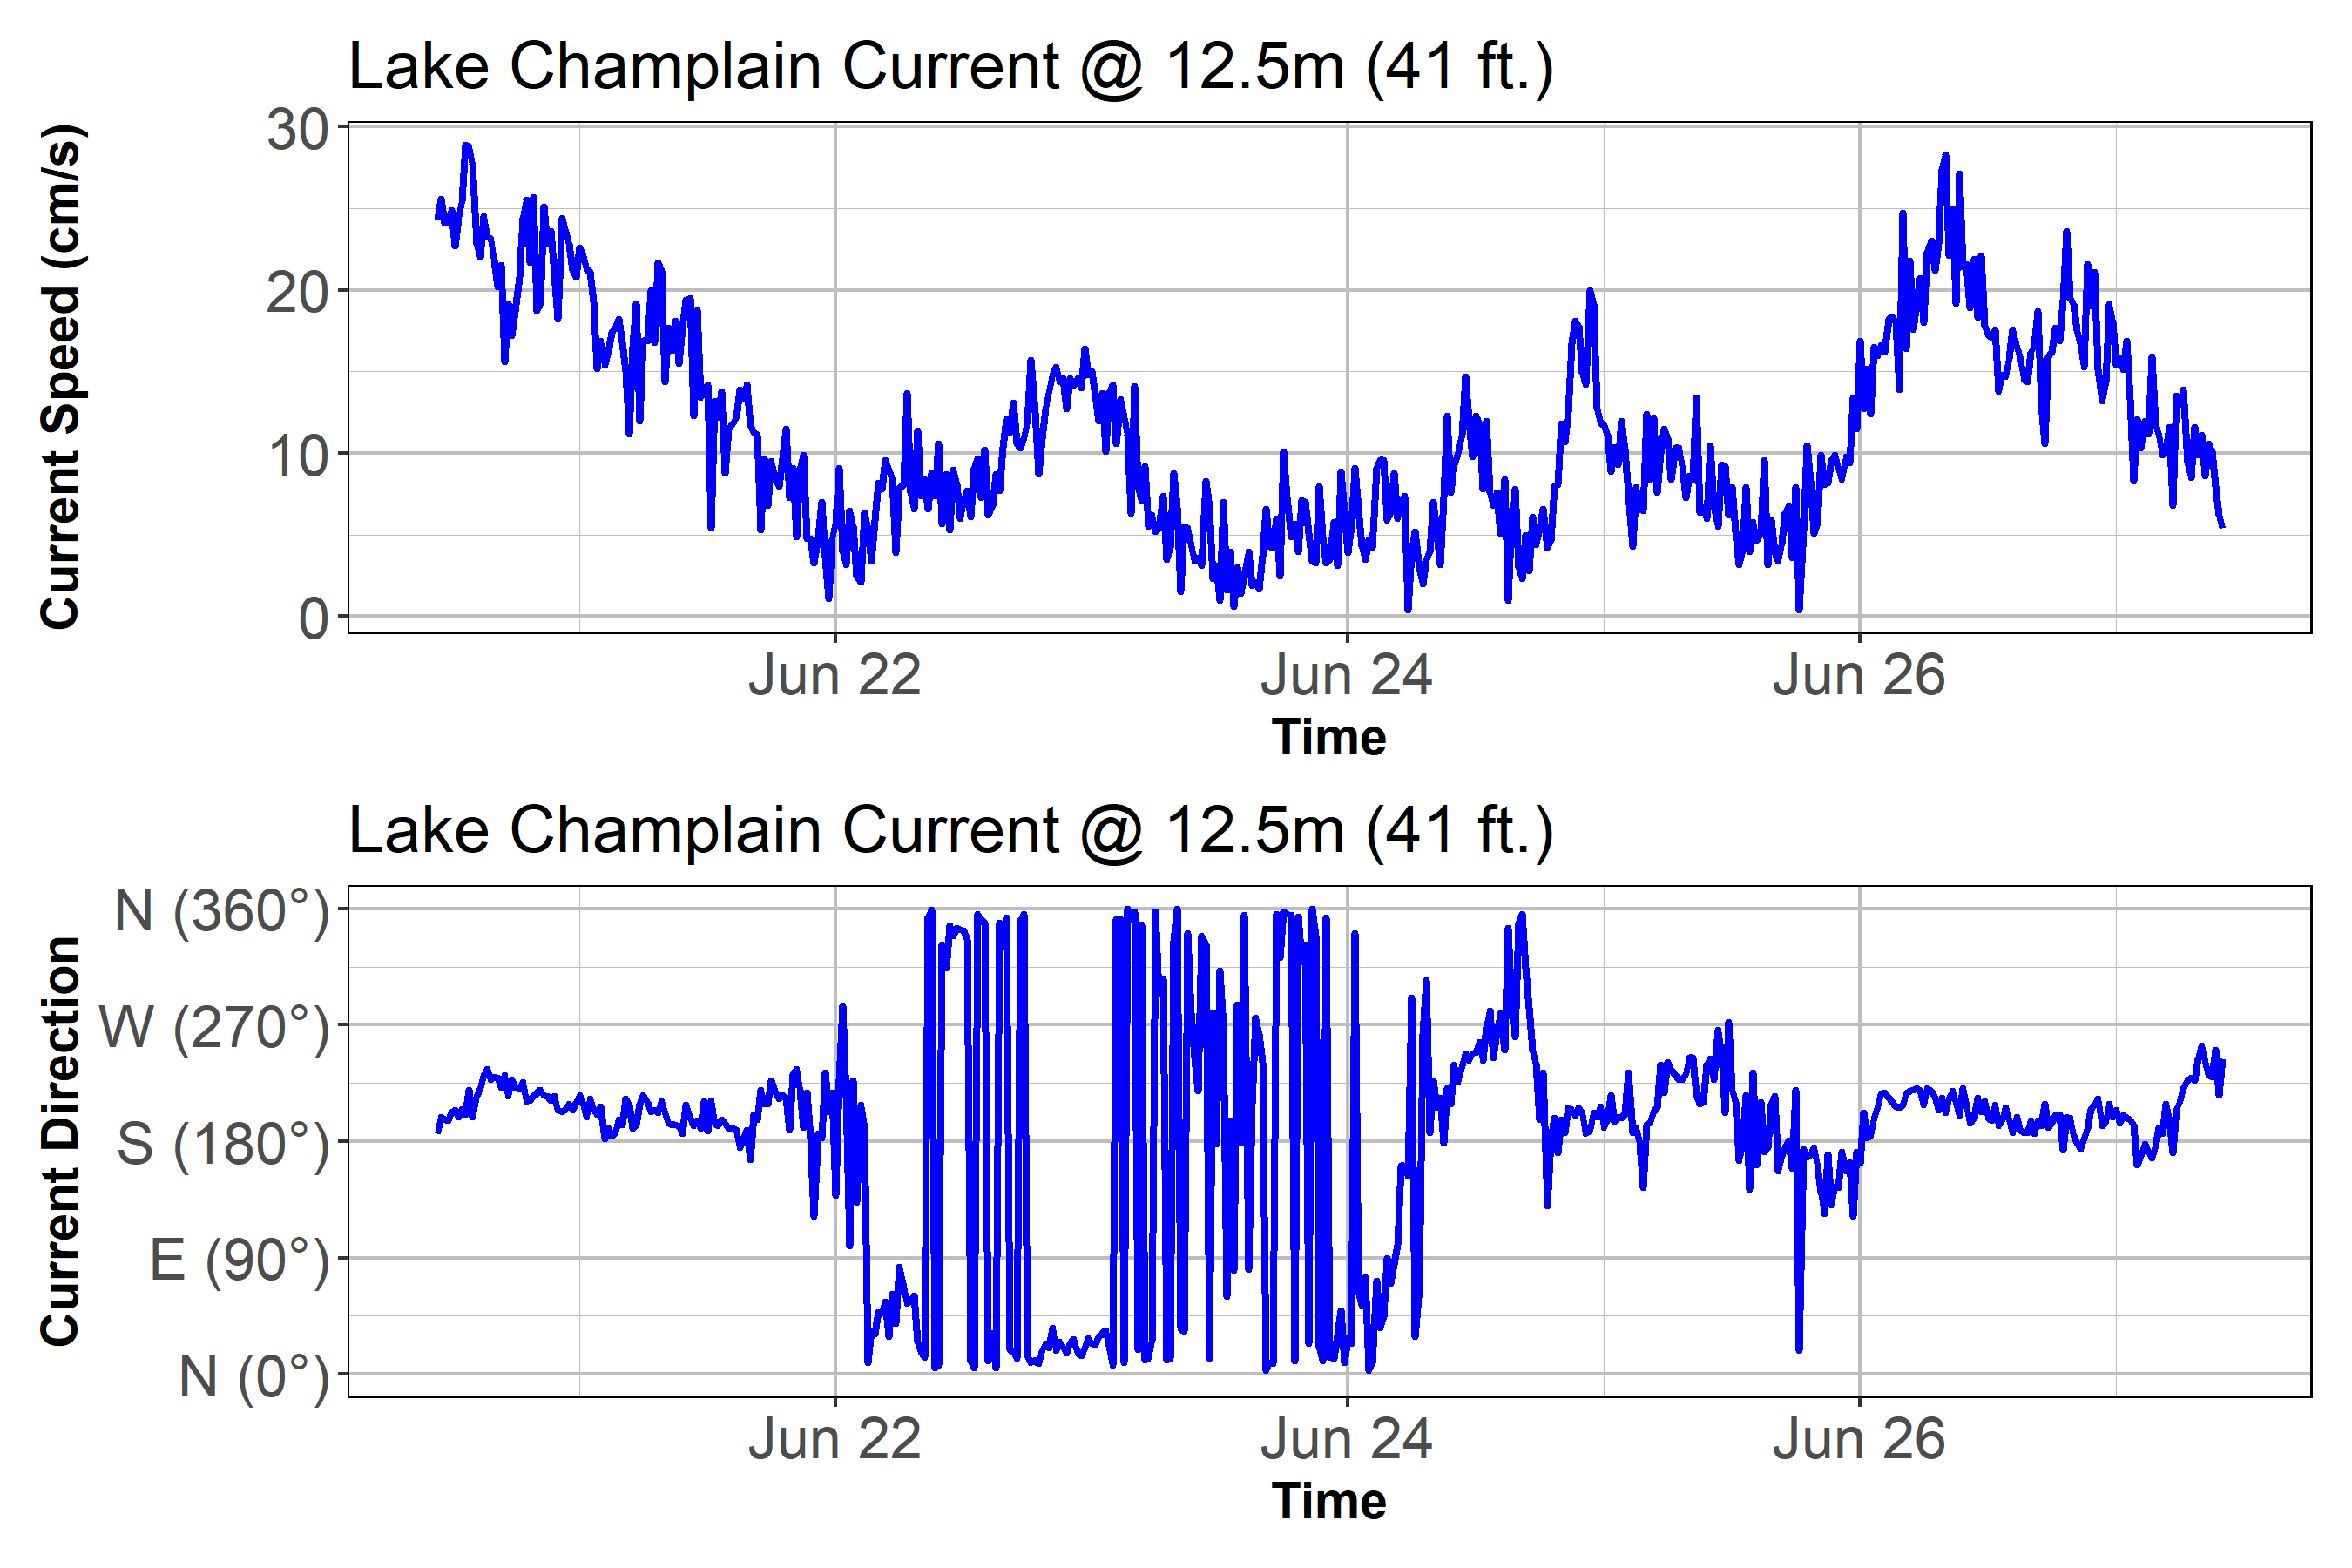 Lake Champlain Current @ 12.5m (41 ft.)
Current Speed (cm/s)
30
20
10
0
Jun 22 Jun 24 Jun 26
Time
Lake Champlain Current @ 12.5m (41 ft.)
Current Direction
N (360°)
W (270°)
S (180°)
E (90°)
N (0°)
Jun 22 Jun 24 Jun 26
Time